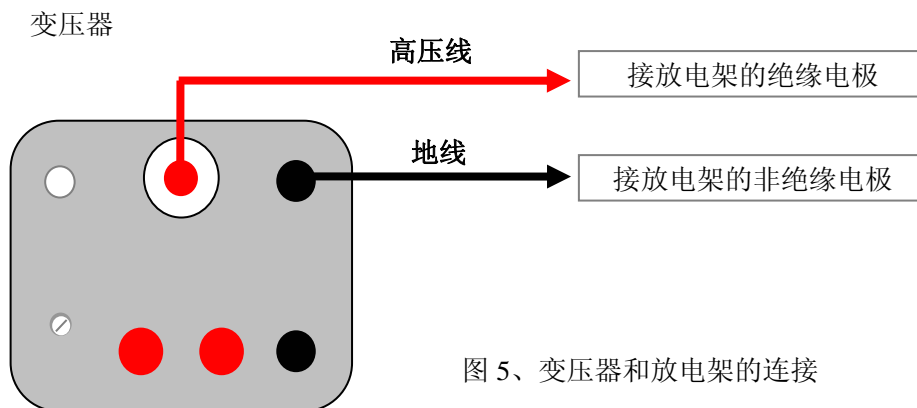 变压器
高压线
接放电架的绝缘电极
地线
接放电架的非绝缘电极
图 5、变压器和放电架的连接